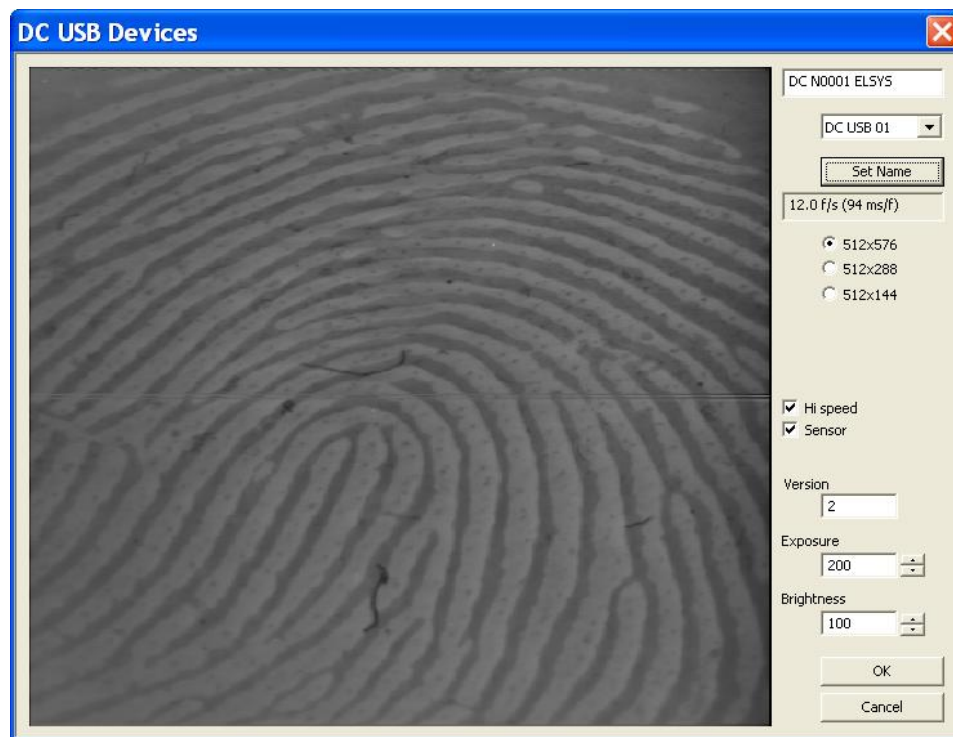 DC USB Devices
DC N0001 ELSYS
DC USB 01
Set Name
12.0 f/s (94 ms/f)
512x576
512x288
512x144
Hi speed
Sensor
Version
2
Exposure
200
Brightness
100
OK
Cancel